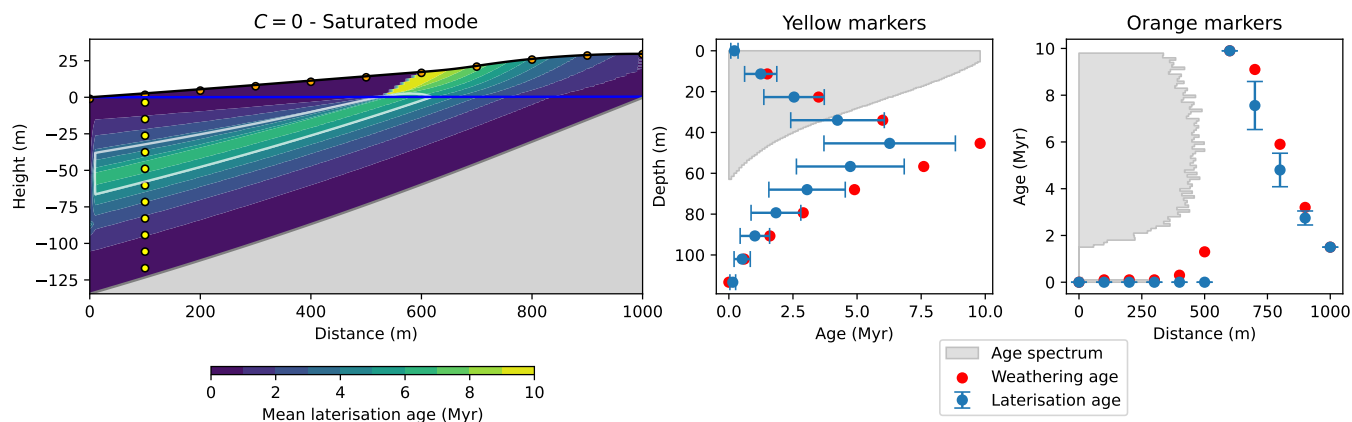 C = 0 - Saturated mode
Height (m)
25
0
−25
−50
−75
−100
−125
0 200 400 600 800 1000
Distance (m)
0 2 4 6 8 10
Mean laterisation age (Myr)
Yellow markers
Depth (m)
0
20
40
60
80
100
0.0 2.5 5.0 7.5 10.0
Age (Myr)
Orange markers
Age (Myr)
10
8
6
4
2
0
0 250 500 750 1000
Distance (m)
Age spectrum
Weathering age
Laterisation age